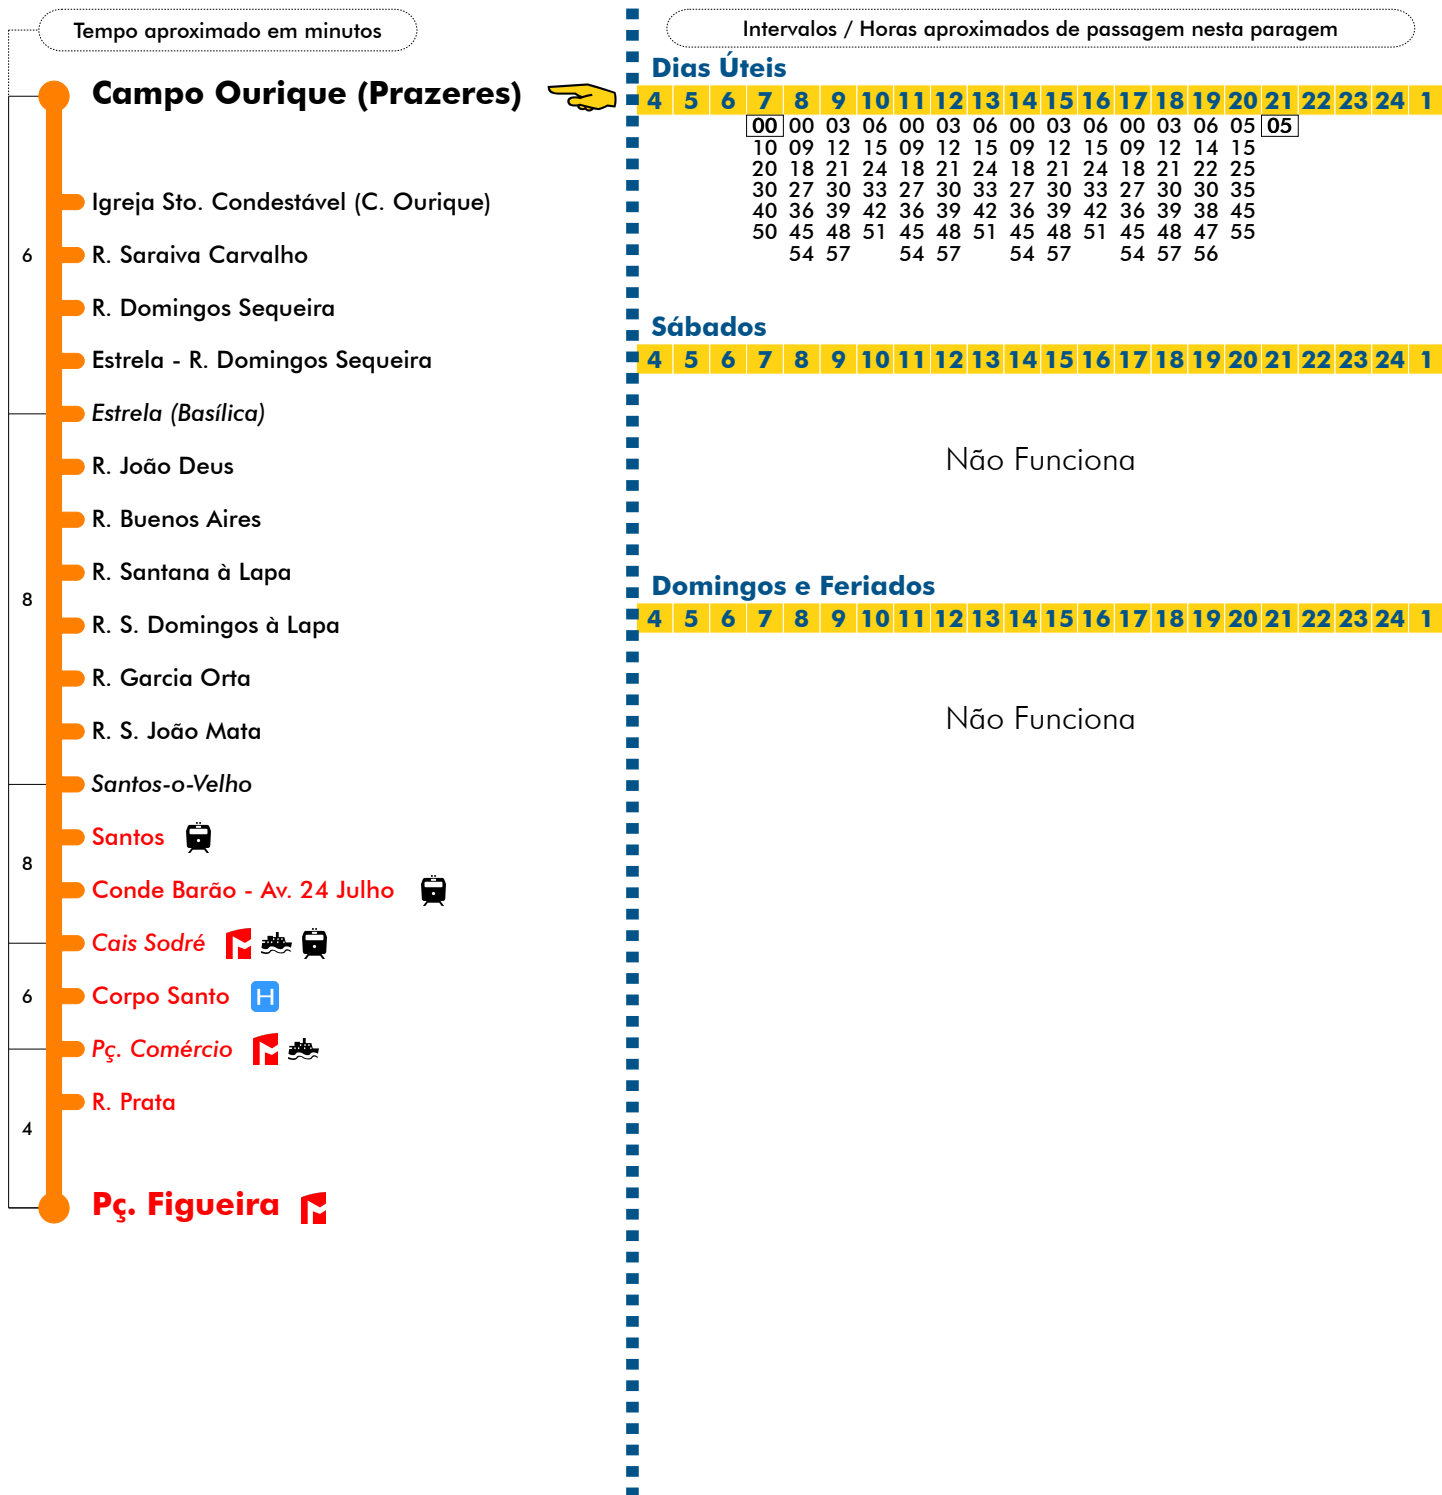 Tempo aproximado em minutos
Campo Ourique (Prazeres)
Igreja Sto. Condestável (C. Ourique)
6 R. Saraiva Carvalho
R. Domingos Sequeira
Estrela - R. Domingos Sequeira
Estrela (Basílica)
R. João Deus
R. Buenos Aires
R. Santana à Lapa
8
R. S. Domingos à Lapa
R. Garcia Orta
R. S. João Mata
Santos-o-Velho
Santos
8
Conde Barão - Av. 24 Julho
Cais Sodré
6 Corpo Santo H
Pç. Comércio
R. Prata
4
Pç. Figueira
Intervalos / Horas aproximados de passagem nesta paragem
Dias Úteis
4 5 6 7 8 9 10 11 12 13 14 15 16 17 18 19 20 21 22 23 24 1
00 00 03 06 00 03 06 00 03 06 00 03 06 05 05
10 09 12 15 09 12 15 09 12 15 09 12 14 15
20 18 21 24 18 21 24 18 21 24 18 21 22 25
30 27 30 33 27 30 33 27 30 33 27 30 30 35
40 36 39 42 36 39 42 36 39 42 36 39 38 45
50 45 48 51 45 48 51 45 48 51 45 48 47 55
54 57 54 57 54 57 54 57 56
Sábados
4 5 6 7 8 9 10 11 12 13 14 15 16 17 18 19 20 21 22 23 24 1
Não Funciona
Domingos e Feriados
4 5 6 7 8 9 10 11 12 13 14 15 16 17 18 19 20 21 22 23 24 1
Não Funciona